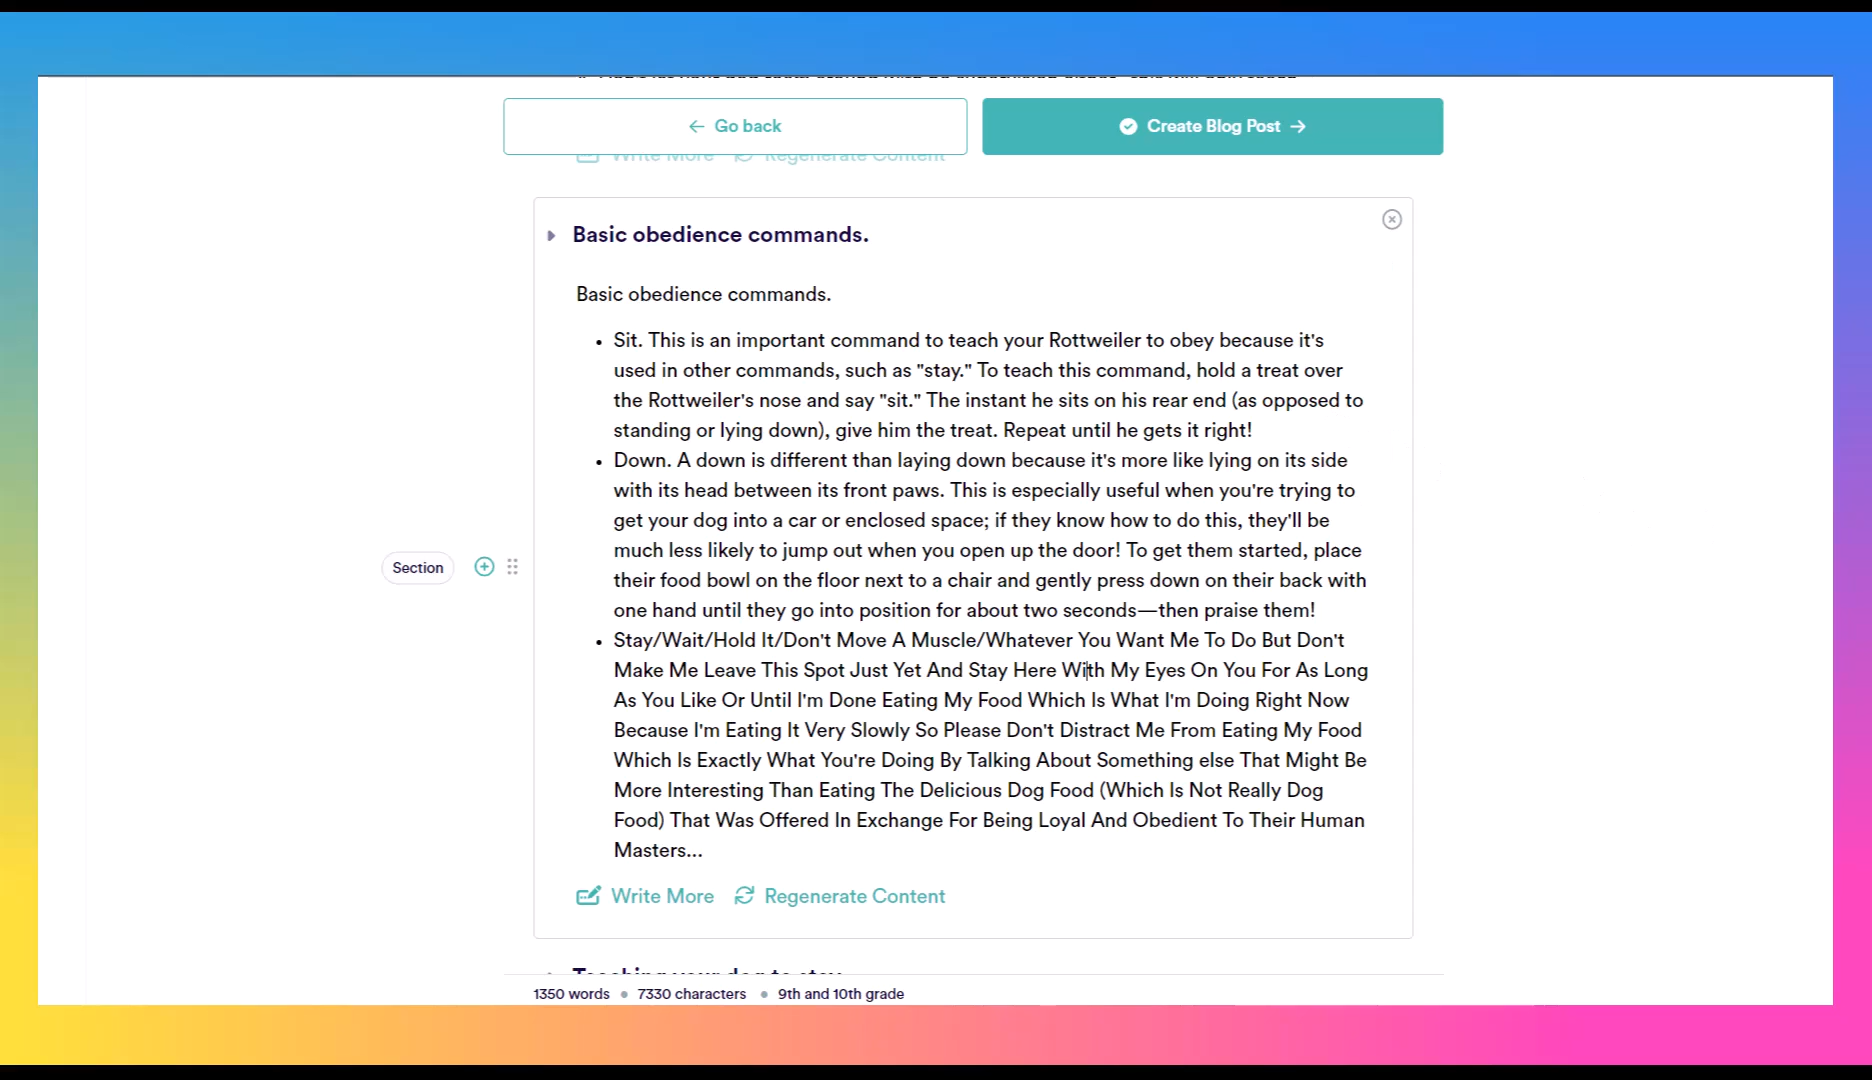 Go back
Create Blog Post
Write More Regenerate Content
Basic obedience commands.
Basic obedience commands.
• Sit. This is an important command to teach your Rottweiler to obey because it's
used in other commands, such as "stay." To teach this command, hold a treat over
the Rottweiler's nose and say "sit." The instant he sits on his rear end (as opposed to
standing or lying down), give him the treat. Repeat until he gets it right!
• Down. A down is different than laying down because it's more like lying on its side
with its head between its front paws. This is especially useful when you're trying to
get your dog into a car or enclosed space; if they know how to do this, they'll be
much less likely to jump out when you open up the door! To get them started, place
their food bowl on the floor next to a chair and gently press down on their back with
one hand until they go into position for about two seconds—then praise them!
Section
• Stay/Wait/Hold It/Don't Move A Muscle/Whatever You Want Me To Do But Don't
Make Me Leave This Spot Just Yet And Stay Here With My Eyes On You For As Long
As You Like Or Until I'm Done Eating My Food Which Is What I'm Doing Right Now
Because I'm Eating It Very Slowly So Please Don't Distract Me From Eating My Food
Which Is Exactly What You're Doing By Talking About Something else That Might Be
More Interesting Than Eating The Delicious Dog Food (Which Is Not Really Dog
Food) That Was Offered In Exchange For Being Loyal And Obedient To Their Human
Masters...
Write More Regenerate Content
Teaching your dog to stay
1350 words • 7330 characters • 9th and 10th grade